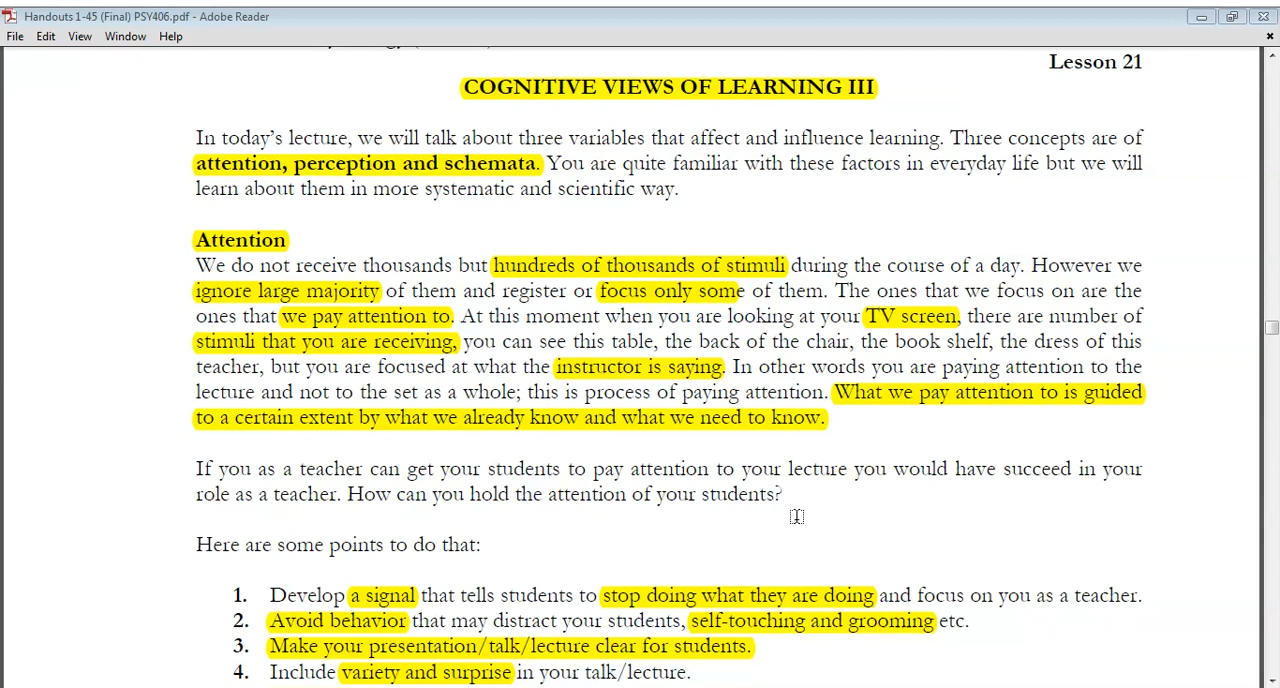 Handouts 1-45 (Final) PSY406.pdf - Adobe Reader
File Edit View Window Help
Lesson 21
COGNITIVE VIEWS OF LEARNING III
In today's lecture, we will talk about three variables that affect and influence learning. Three concepts are of
attention, perception and schemata. You are quite familiar with these factors in everyday life but we will
learn about them in more systematic and scientific way.
Attention
We do not receive thousands but hundreds of thousands of stimuli during the course of a day. However we
ignore large majority of them and register or focus only some of them. The ones that we focus on are the
ones that we pay attention to. At this moment when you are looking at your TV screen, there are number of
stimuli that you are receiving, you can see this table, the back of the chair, the book shelf, the dress of this
teacher, but you are focused at what the instructor is saying. In other words you are paying attention to the
lecture and not to the set as a whole; this is process of paying attention. What we pay attention to is guided
to a certain extent by what we already know and what we need to know.
If you as a teacher can get your students to pay attention to your lecture you would have succeed in your
role as a teacher. How can you hold the attention of your students?
Here are some points to do that:
1. Develop a signal that tells students to stop doing what they are doing and focus on you as a teacher.
2. Avoid behavior that may distract your students, self-touching and grooming etc.
3. Make your presentation/talk/lecture clear for students.
4. Include variety and surprise in your talk/lecture.